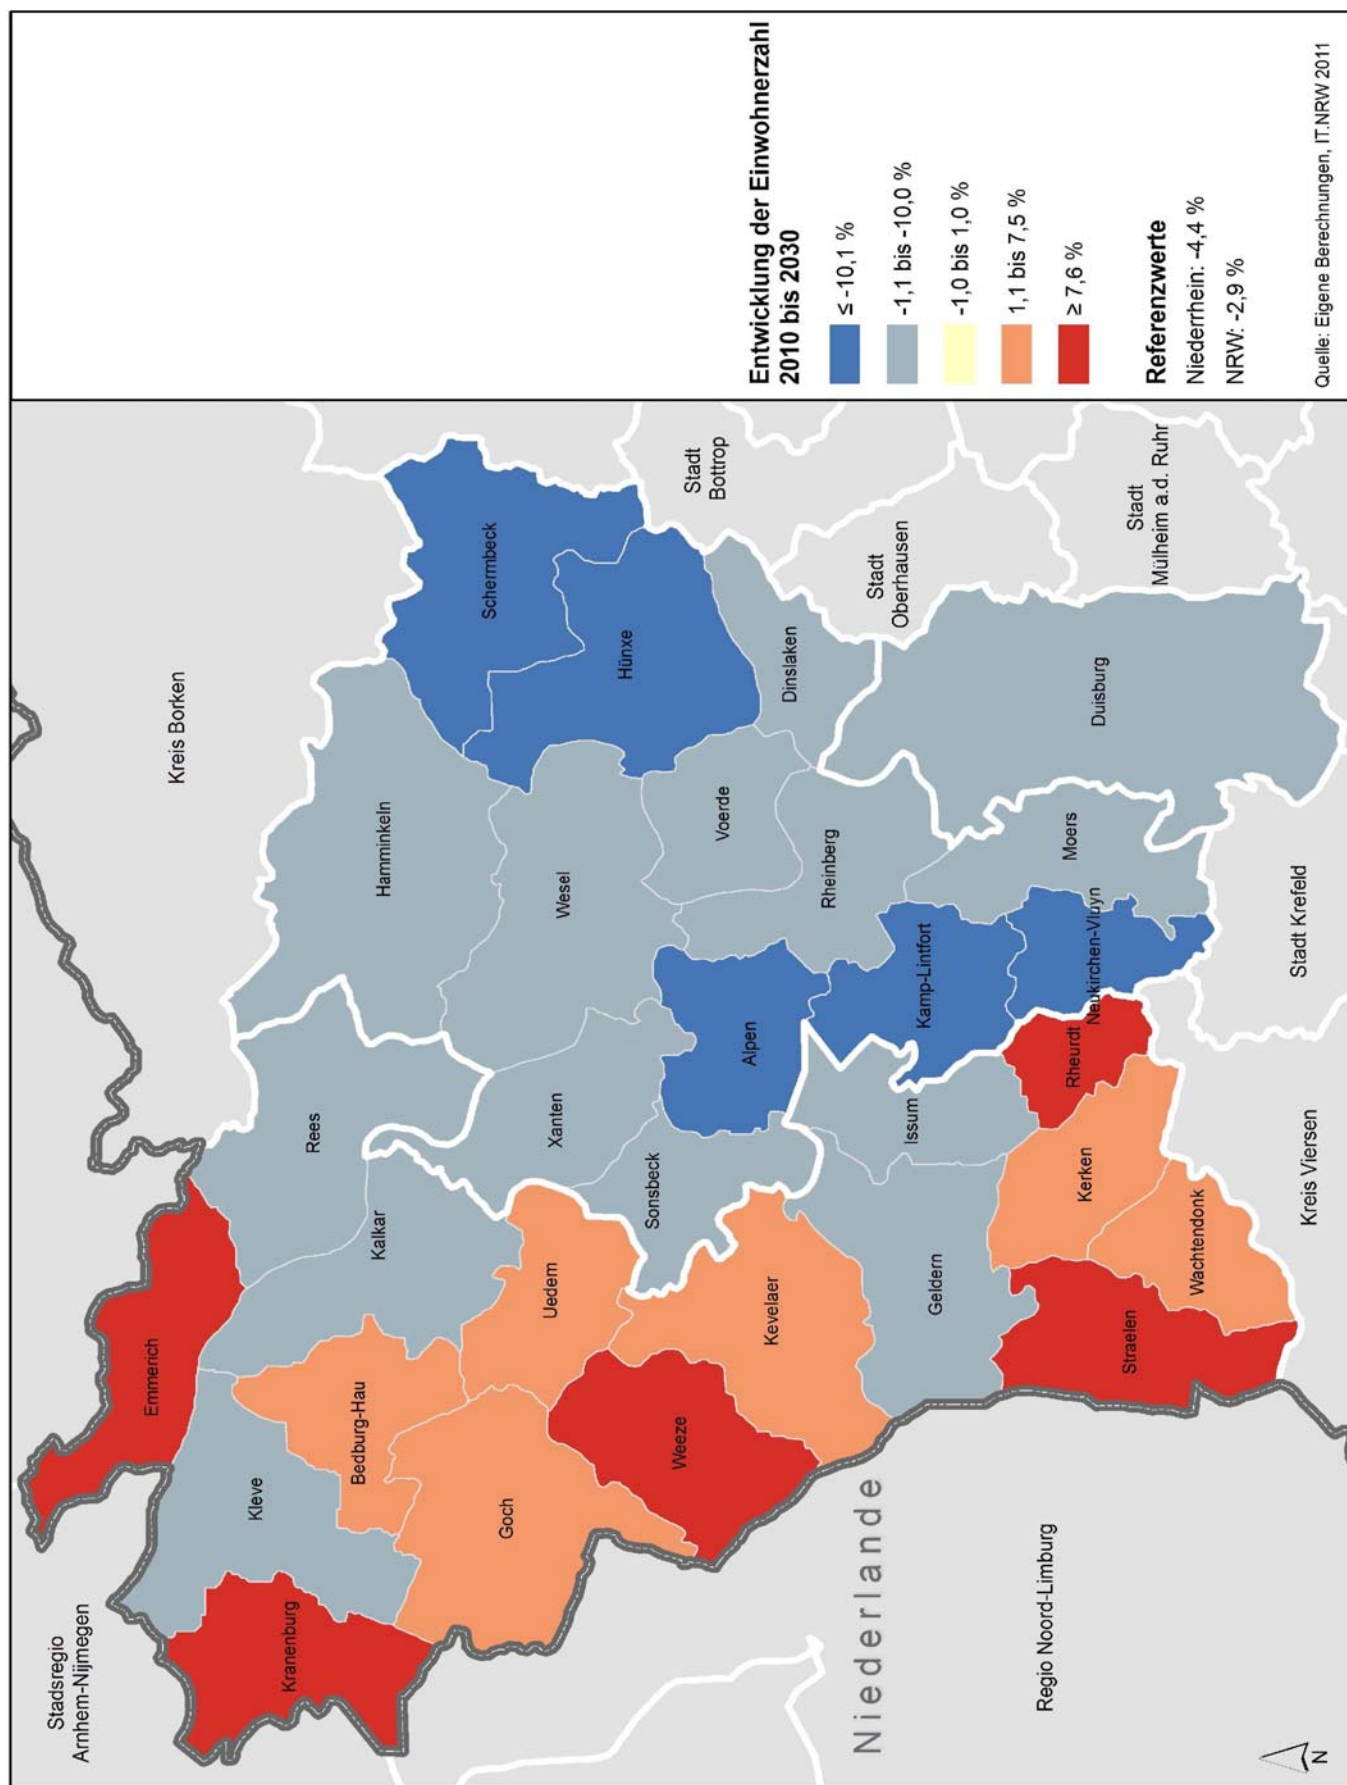 Stadsregio
Arnhem-Nijmegen
Kreis Borken
Emmerich
Kranenburg
Kleve
Rees
Hamminkeln
Bedburg-Hau
Kalkar
Schermbeck
Goch
Uedem
Xanten
Wesel
Hünxe
Weeze
Sonsbeck
Kevelaer
Alpen
Voerde
Dinslaken
Stadt
Bottrop
Rheinberg
Niederlande
Geldern
Issum
Kamp-Lintfort
Stadt
Oberhausen
Regio Noord-Limburg
Straelen
Kerken
Rheurdt
Neukirchen-Vluyn
Moers
Duisburg
Stadt
Mülheim a.d. Ruhr
Wachtendonk
Kreis Viersen
Stadt Krefeld
N
Entwicklung der Einwohnerzahl
2010 bis 2030
≤ -10,1 %
-1,1 bis -10,0 %
-1,0 bis 1,0 %
1,1 bis 7,5 %
≥ 7,6 %
Referenzwerte
Niederrhein: -4,4 %
NRW: -2,9 %
Quelle: Eigene Berechnungen, IT.NRW 2011